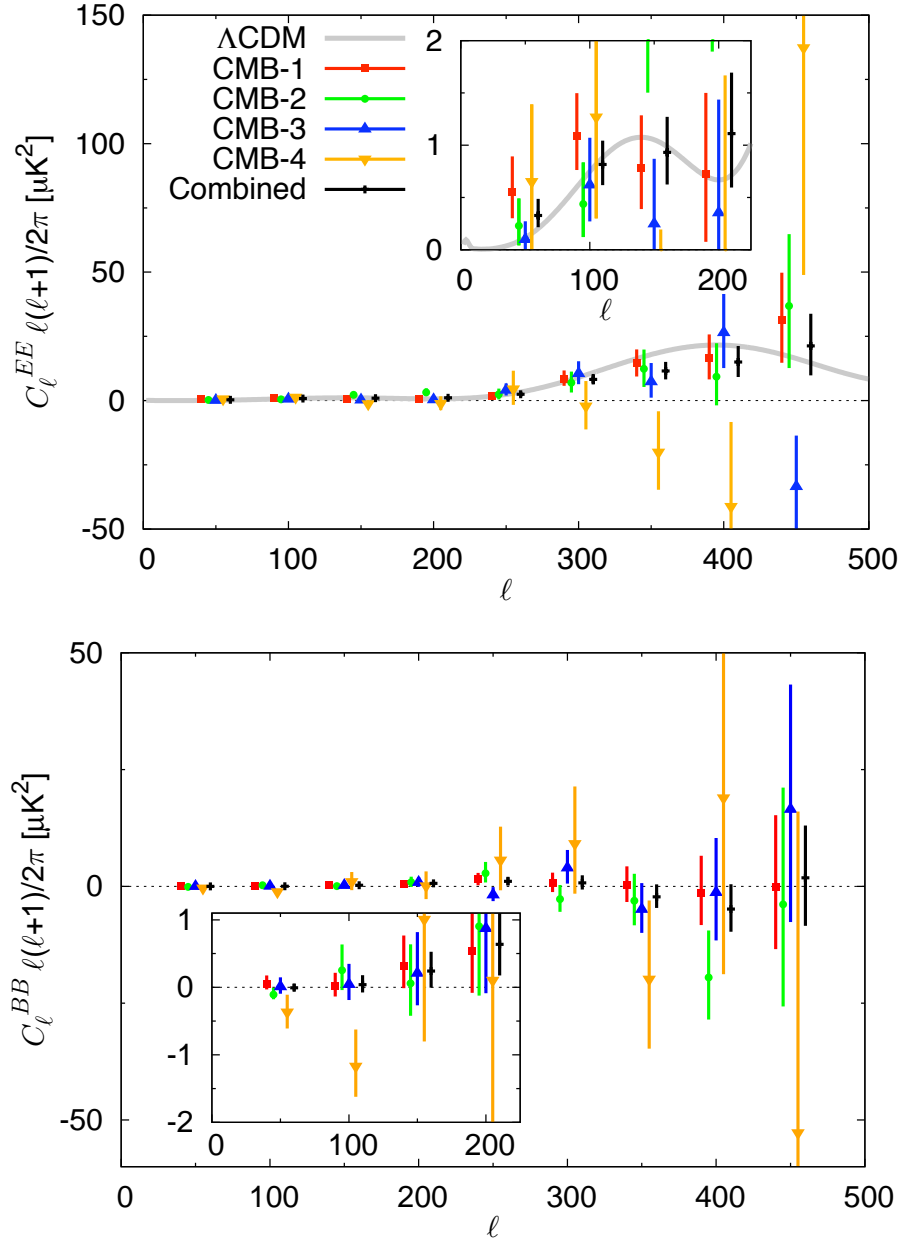 150
100
50
0
-50
C_ℓ^{EE} ℓ(ℓ+1)/2π [μK²]
ΛCDM
CMB-1
CMB-2
CMB-3
CMB-4
Combined
2
1
0
0 100 200
ℓ
0 100 200 300 400 500
ℓ
50
0
-50
C_ℓ^{BB} ℓ(ℓ+1)/2π [μK²]
1
0
-1
-2
0 100 200
0 100 200 300 400 500
ℓ